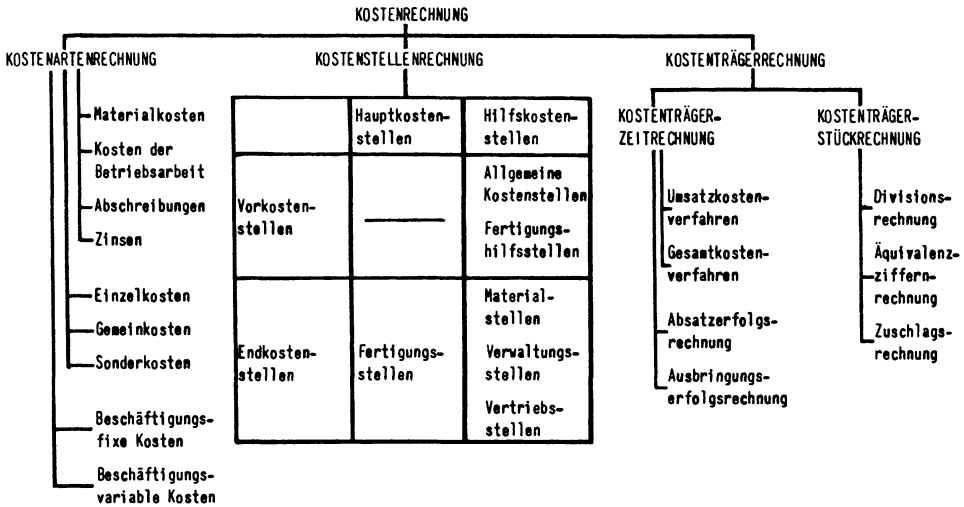 KOSTENRECHNUNG
KOSTENARTENRECHNUNG
Materialkosten
Kosten der
Betriebsarbeit
Abschreibungen
Zinsen
Einzelkosten
Gemeinkosten
Sonderkosten
Beschäftigungs-
fixe Kosten
Beschäftigungs-
variable Kosten
KOSTENSTELLENRECHNUNG
Hauptkosten-
stellen
Hilfskosten-
stellen
Vorkosten-
stellen
Allgemeine
Kostenstellen
Fertigungs-
hilfsstellen
Endkosten-
stellen
Fertigungs-
stellen
Material-
stellen
Verwaltungs-
stellen
Vertriebs-
stellen
KOSTENTRÄGERRECHNUNG
KOSTENTRÄGER-
ZEITRECHNUNG
Umsatzkosten-
verfahren
Gesamtkosten-
verfahren
Absatzerfolgs-
rechnung
Ausbringungs-
erfolgsrechnung
KOSTENTRÄGER-
STÜCKRECHNUNG
Divisions-
rechnung
Äquivalenz-
ziffern-
rechnung
Zuschlags-
rechnung